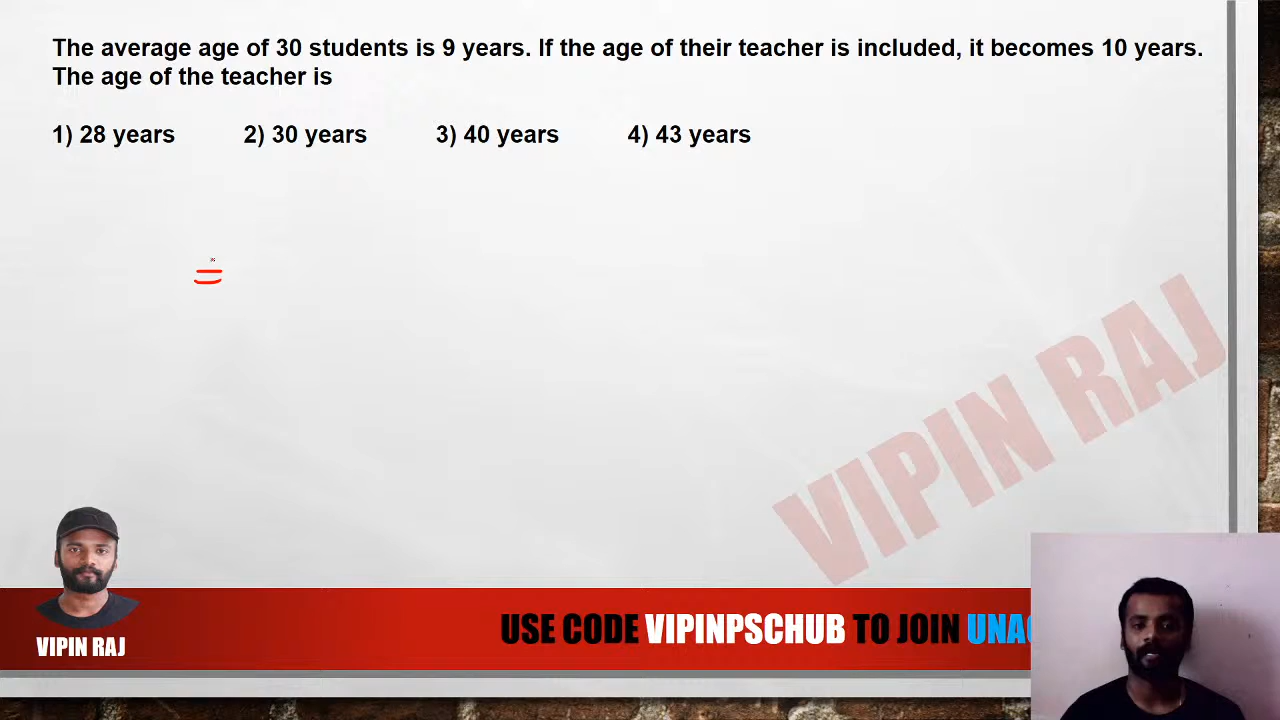 The average age of 30 students is 9 years. If the age of their teacher is included, it becomes 10 years.
The age of the teacher is
1) 28 years 2) 30 years 3) 40 years 4) 43 years
=
VIPIN RAJ
VIPIN RAJ
USE CODE VIPINPSCHUB TO JOIN